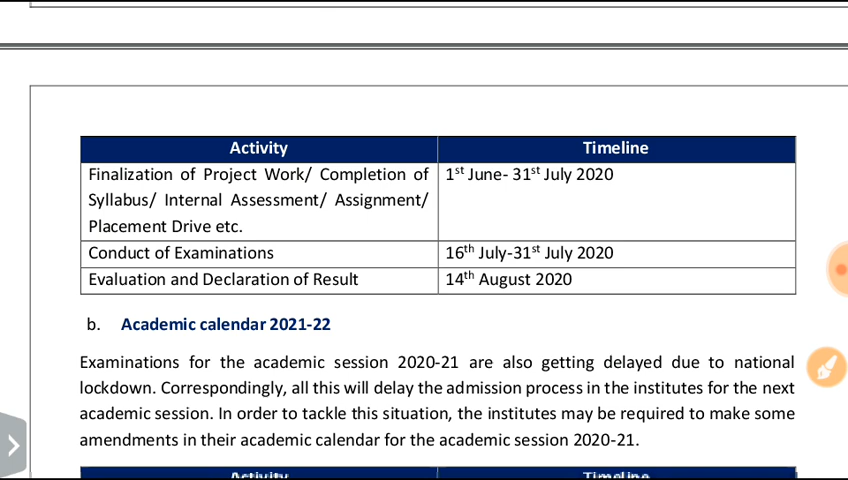 Activity Timeline
Finalization of Project Work/ Completion of 1st June- 31st July 2020
Syllabus/ Internal Assessment/ Assignment/
Placement Drive etc.
Conduct of Examinations 16th July-31st July 2020
Evaluation and Declaration of Result 14th August 2020
b. Academic calendar 2021-22
Examinations for the academic session 2020-21 are also getting delayed due to national
lockdown. Correspondingly, all this will delay the admission process in the institutes for the next
academic session. In order to tackle this situation, the institutes may be required to make some
amendments in their academic calendar for the academic session 2020-21.
Activity Timeline